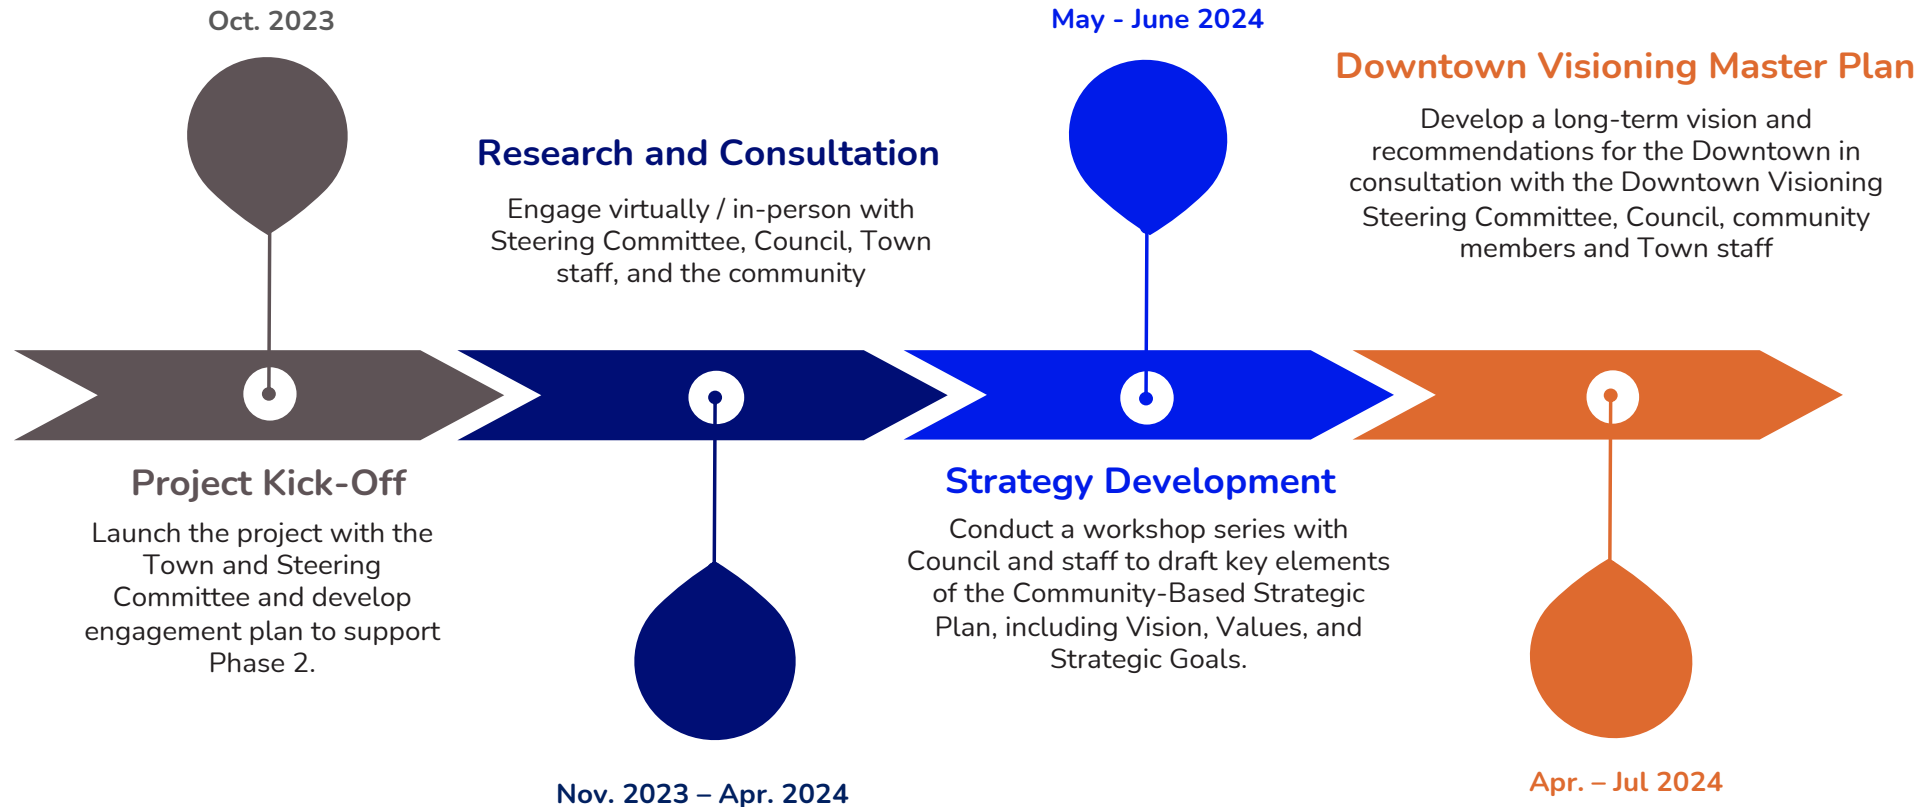 Oct. 2023
Project Kick-Off
Launch the project with the
Town and Steering
Committee and develop
engagement plan to support
Phase 2.
Research and Consultation
Engage virtually / in-person with
Steering Committee, Council, Town
staff, and the community
Nov. 2023 – Apr. 2024
May - June 2024
Strategy Development
Conduct a workshop series with
Council and staff to draft key elements
of the Community-Based Strategic
Plan, including Vision, Values, and
Strategic Goals.
Downtown Visioning Master Plan
Develop a long-term vision and
recommendations for the Downtown in
consultation with the Downtown Visioning
Steering Committee, Council, community
members and Town staff
Apr. – Jul 2024